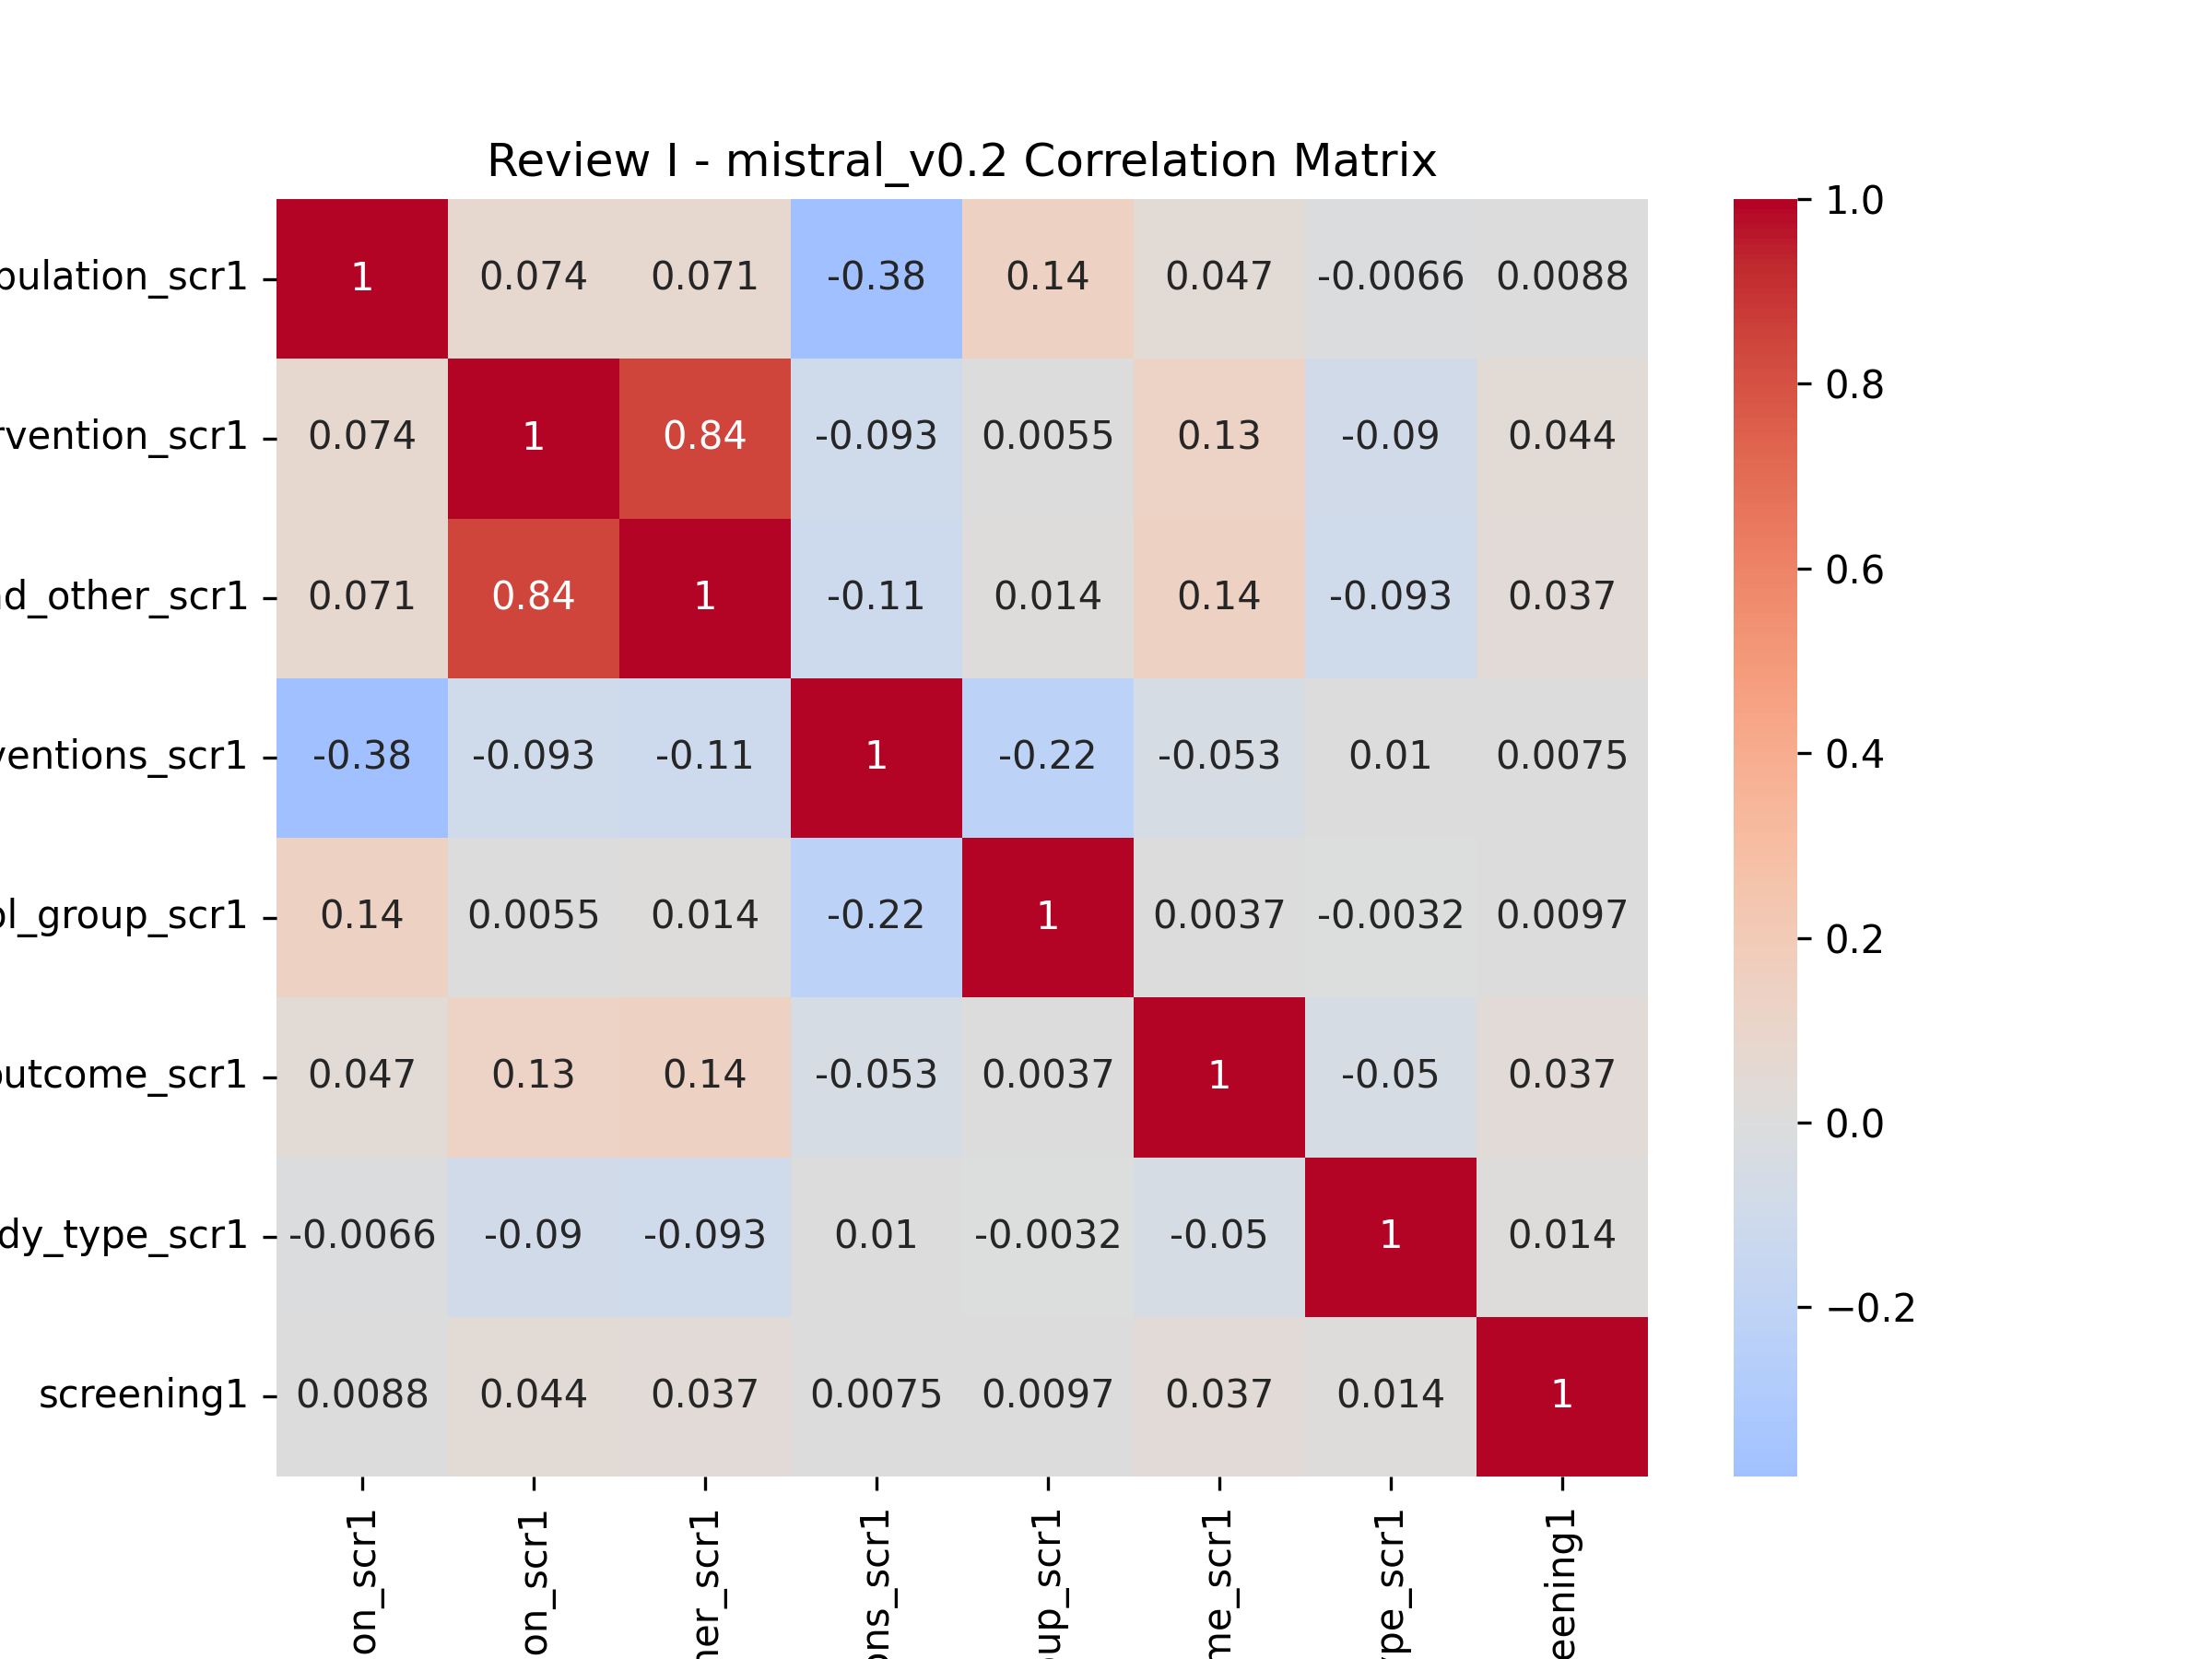 Review I - mistral_v0.2 Correlation Matrix
pulation_scr1 1 0.074 0.071 -0.38 0.14 0.047 -0.0066 0.0088
rvention_scr1 0.074 1 0.84 -0.093 0.0055 0.13 -0.09 0.044
d_other_scr1 0.071 0.84 1 -0.11 0.014 0.14 -0.093 0.037
ventions_scr1 -0.38 -0.093 -0.11 1 -0.22 -0.053 0.01 0.0075
ol_group_scr1 0.14 0.0055 0.014 -0.22 1 0.0037 -0.0032 0.0097
outcome_scr1 0.047 0.13 0.14 -0.053 0.0037 1 -0.05 0.037
dy_type_scr1 -0.0066 -0.09 -0.093 0.01 -0.0032 -0.05 1 0.014
screening1 0.0088 0.044 0.037 0.0075 0.0097 0.037 0.014 1
on_scr1
on_scr1
her_scr1
ons_scr1
oup_scr1
me_scr1
ype_scr1
eening1
1.0
0.8
0.6
0.4
0.2
0.0
−0.2